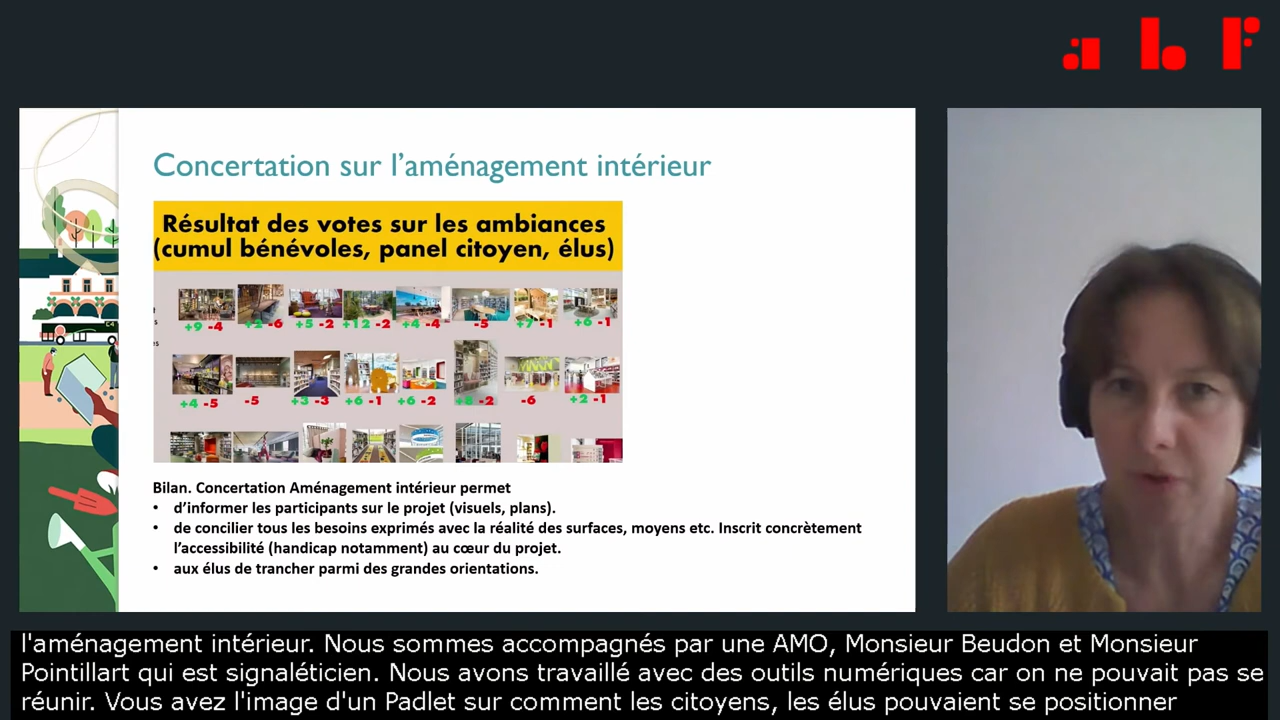 abf
Concertation sur l’aménagement intérieur
Résultat des votes sur les ambiances
(cumul bénévoles, panel citoyen, élus)
+9 -4 +2 -6 +5 -2 +12 -2 +4 -4 -5 +7 -1 +6 -1
+4 -5 -5 +3 -3 +6 -1 +6 -2 +8 -2 -6 +2 -1
Bilan. Concertation Aménagement intérieur permet
• d’informer les participants sur le projet (visuels, plans).
• de concilier tous les besoins exprimés avec la réalité des surfaces, moyens etc. Inscrit concrètement
l’accessibilité (handicap notamment) au cœur du projet.
• aux élus de trancher parmi des grandes orientations.
l'aménagement intérieur. Nous sommes accompagnés par une AMO, Monsieur Beudon et Monsieur
Pointillart qui est signaléticien. Nous avons travaillé avec des outils numériques car on ne pouvait pas se
réunir. Vous avez l'image d'un Padlet sur comment les citoyens, les élus pouvaient se positionner